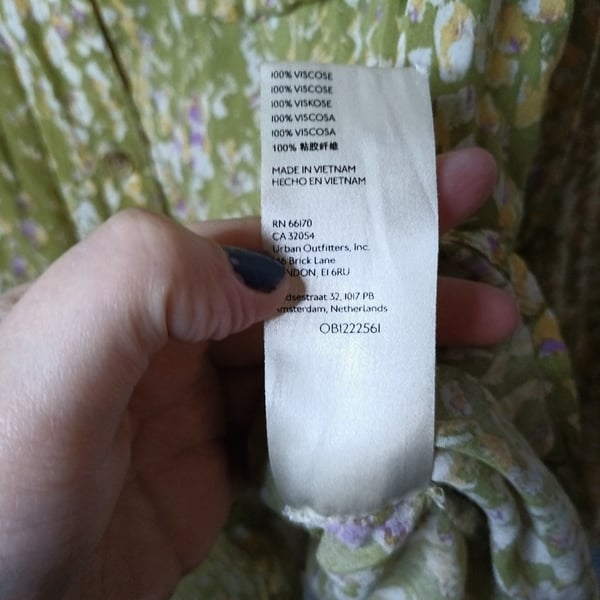 100% VISCOSE
100% VISCOSE
100% VISKOSE
100% VISCOSA
100% VISCOSA
100% 粘胶纤维
MADE IN VIETNAM
HECHO EN VIETNAM
RN 66170
CA 32054
Urban Outfitters, Inc.
Brick Lane
E1 6RU
32, 1017 PB
Amsterdam, Netherlands
OB1222561